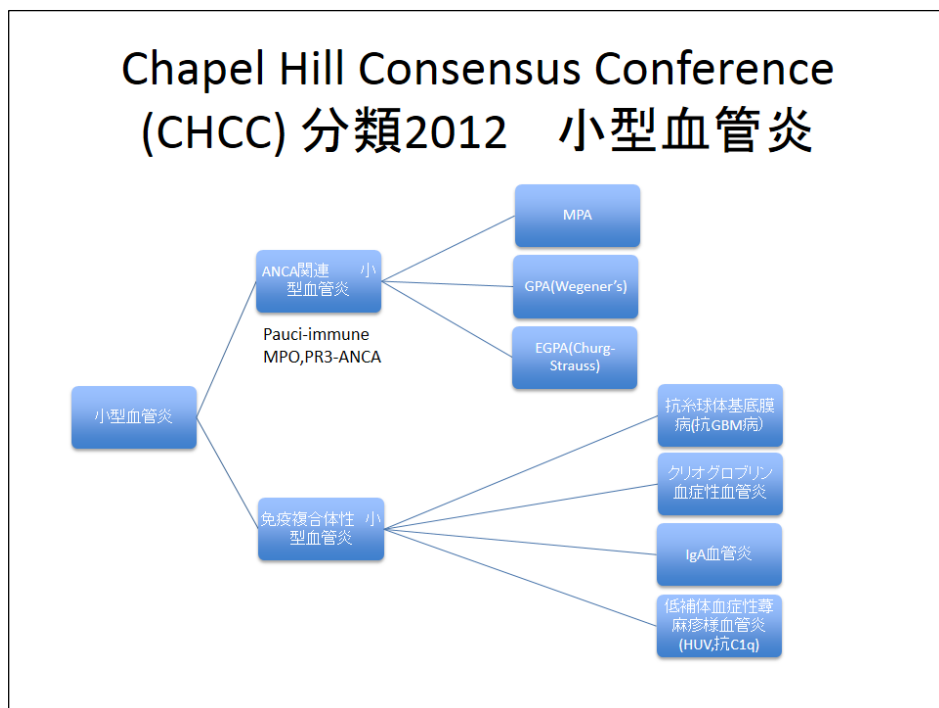 Chapel Hill Consensus Conference
(CHCC) 分類2012　小型血管炎
MPA
ANCA関連　　小
型血管炎
GPA(Wegener’s)
Pauci-immune
MPO,PR3-ANCA
EGPA(Churg-
Strauss)
小型血管炎
抗糸球体基底膜
病(抗GBM病）
クリオグロブリン
血症性血管炎
免疫複合体性 小
型血管炎
IgA血管炎
低補体血症性蕁
麻疹様血管炎
(HUV,抗C1q)